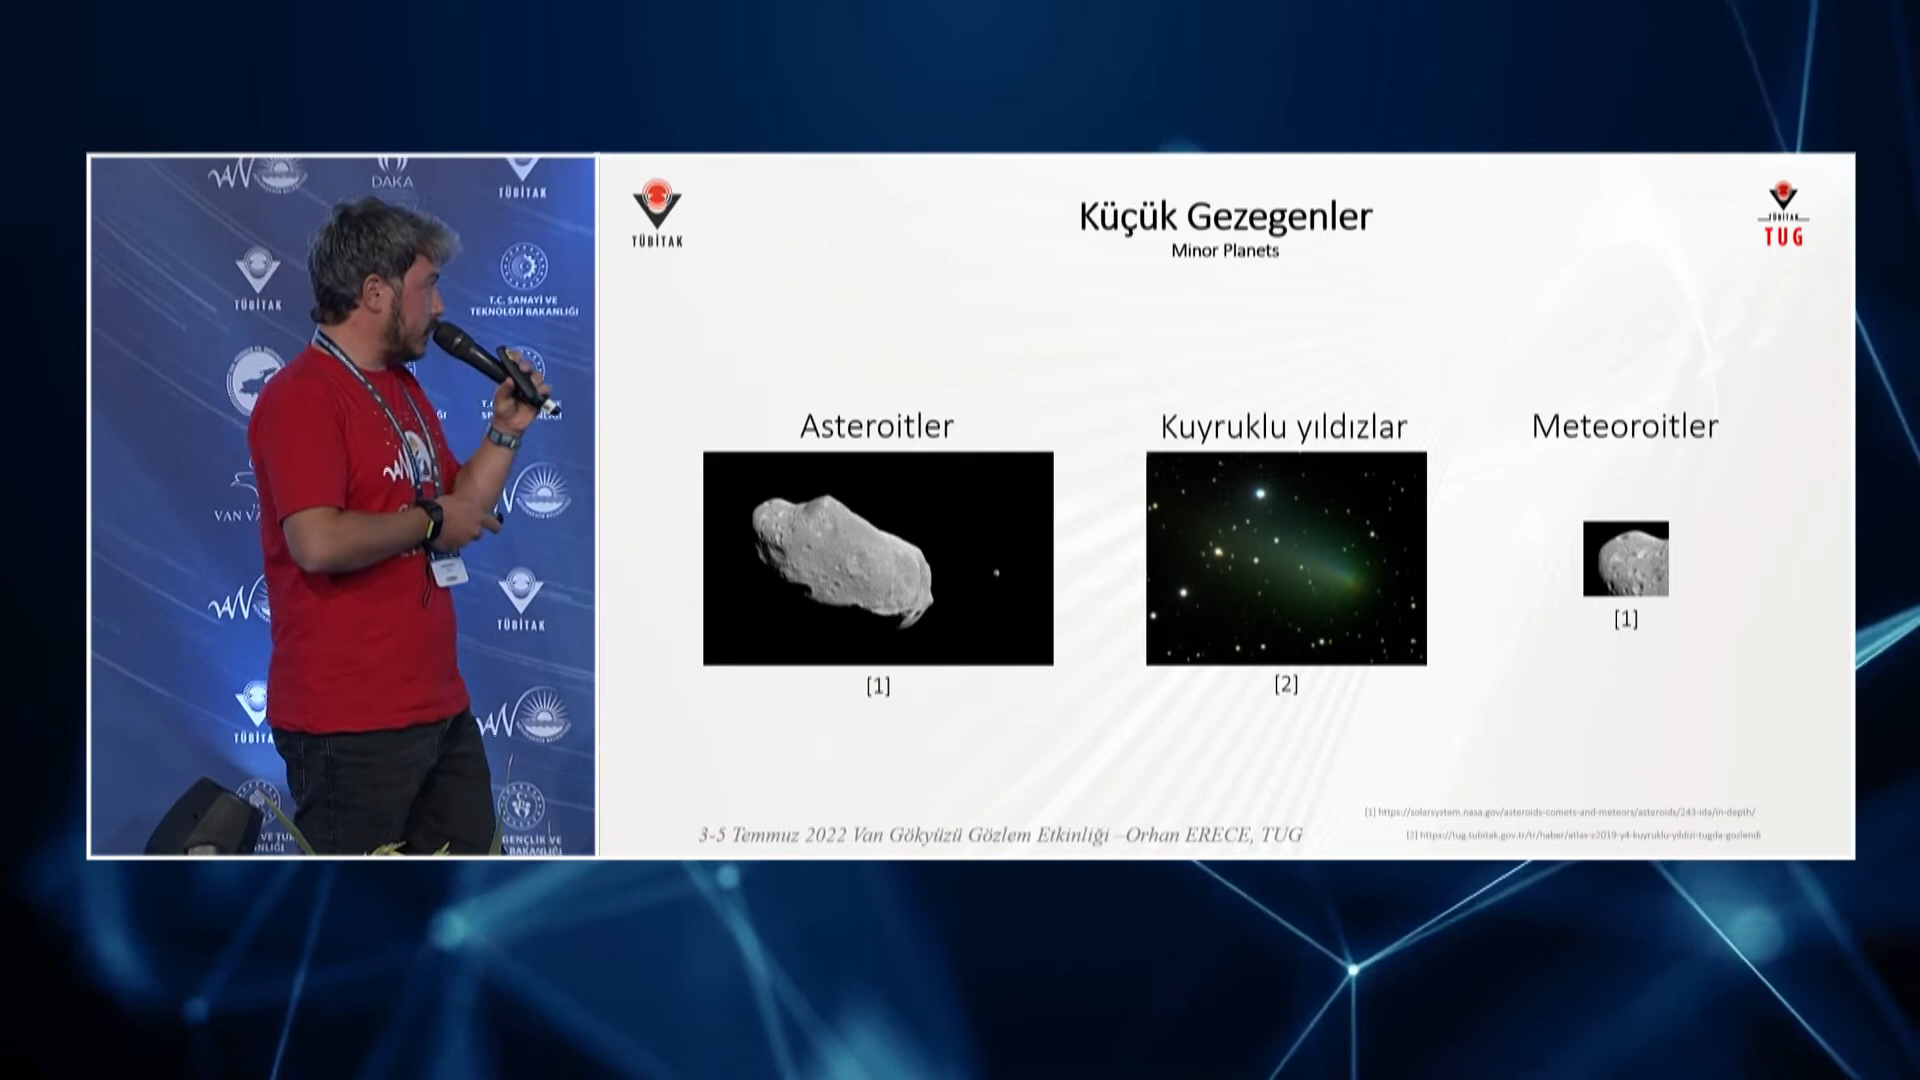 VAN
DAKA
TÜBİTAK
TÜBİTAK
T.C. SANAYİ VE
TEKNOLOJİ BAKANLIĞI
VAN
TÜBİTAK
VAN
TÜBİTAK
VAN
GENÇLİK VE
BAKANLIĞI
TÜBİTAK
Küçük Gezegenler
Minor Planets
TÜBİTAK
TUG
Asteroitler
Kuyruklu yıldızlar
Meteoroitler
[1]
[2]
[1]
[1] https://solarsystem.nasa.gov/asteroids-comets-and-meteors/asteroids/243-ida/in-depth/
[2] https://tug.tubitak.gov.tr/tr/haber/atlas-c2019-y4-kuyruklu-yildizi-tugda-gozlendi
3-5 Temmuz 2022 Van Gökyüzü Gözlem Etkinliği –Orhan ERECE, TUG